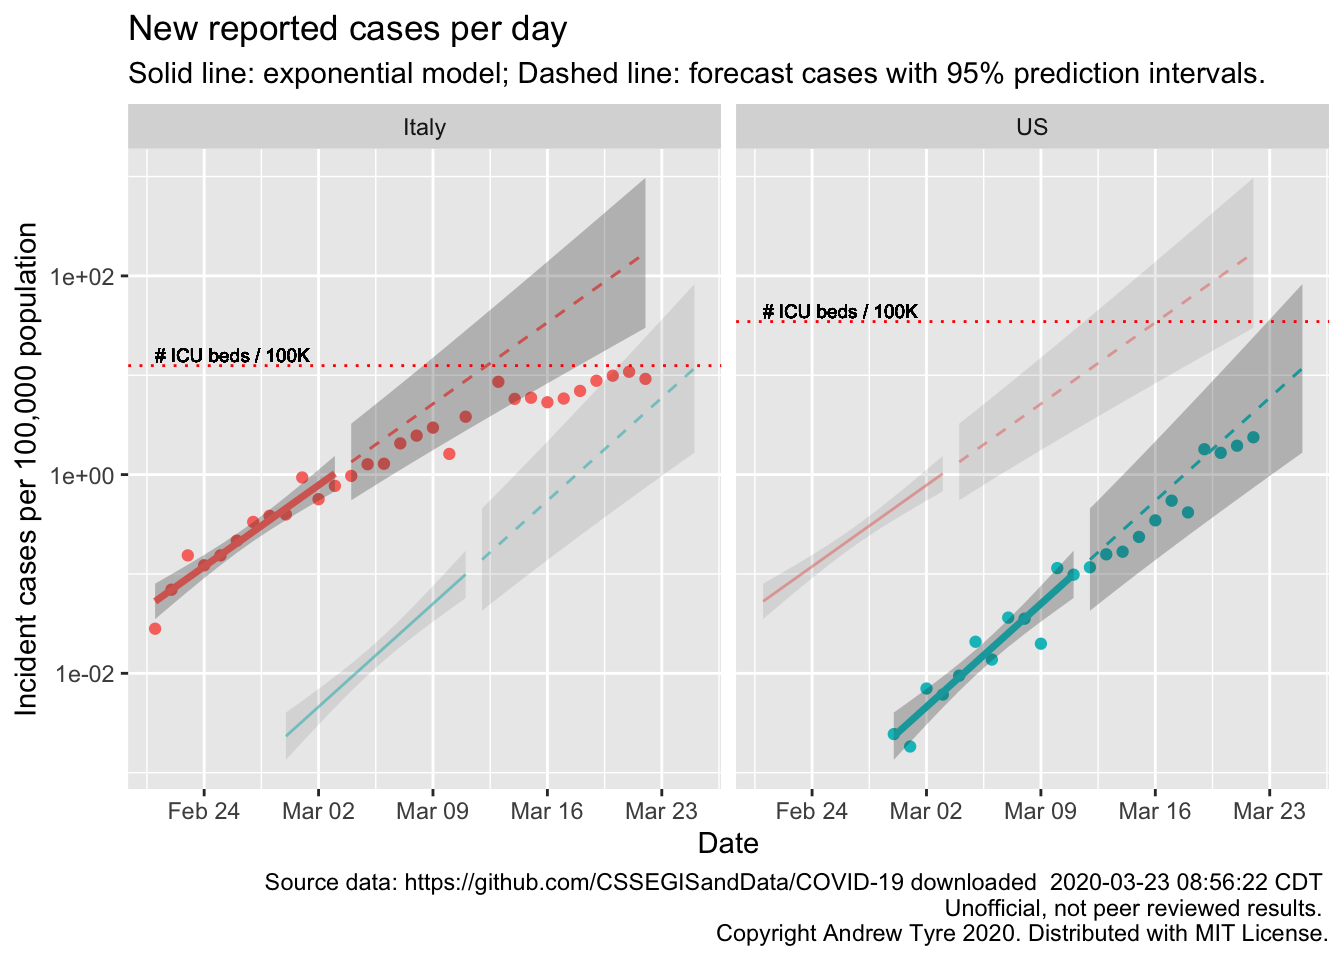 New reported cases per day
Solid line: exponential model; Dashed line: forecast cases with 95% prediction intervals.
Italy
US
Incident cases per 100,000 population
1e+02
1e+00
1e-02
# ICU beds / 100K
# ICU beds / 100K
Feb 24
Mar 02
Mar 09
Mar 16
Mar 23
Feb 24
Mar 02
Mar 09
Mar 16
Mar 23
Date
Source data: https://github.com/CSSEGISandData/COVID-19 downloaded  2020-03-23 08:56:22 CDT
Unofficial, not peer reviewed results.
Copyright Andrew Tyre 2020. Distributed with MIT License.